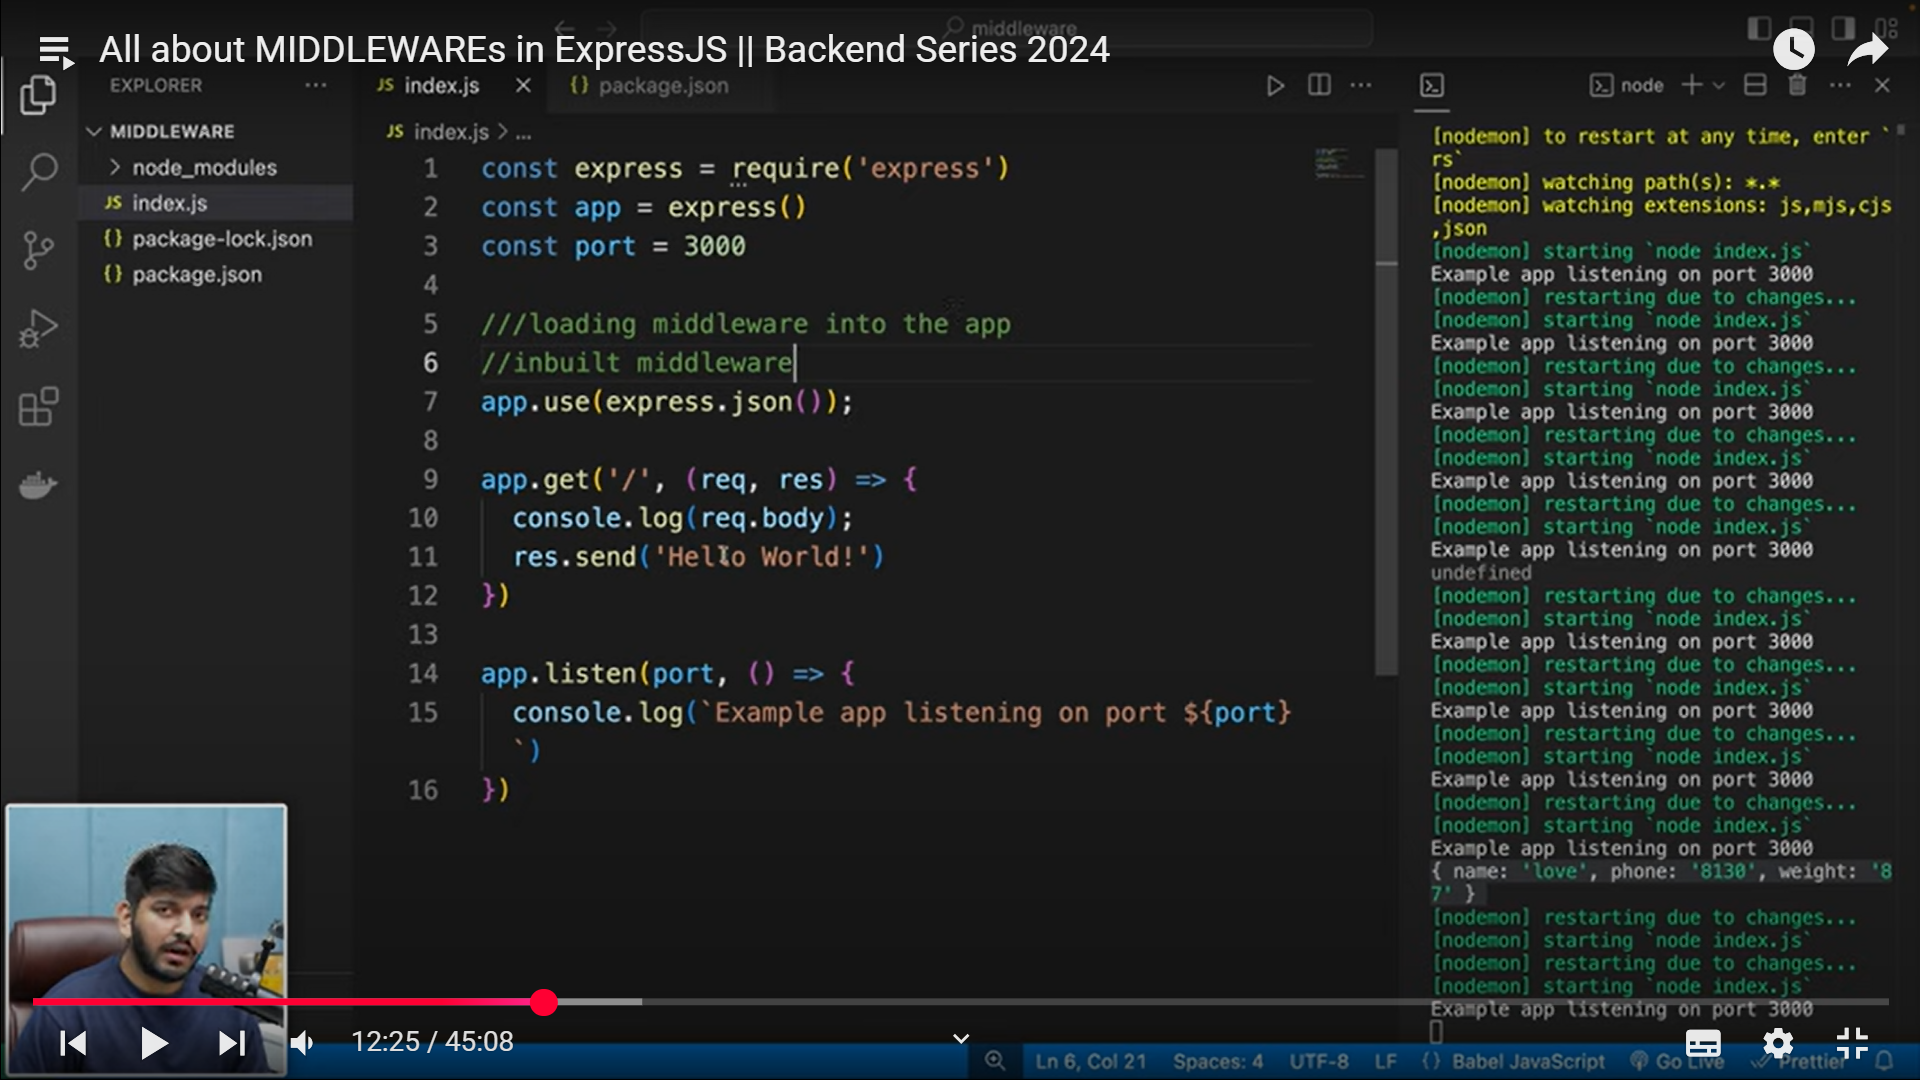 middleware
All about MIDDLEWAREs in ExpressJS || Backend Series 2024
EXPLORER
MIDDLEWARE
node_modules
JS index.js
{} package-lock.json
{} package.json
JS index.js
{} package.json
JS index.js > ...
1 const express = require('express')
2 const app = express()
3 const port = 3000
4
5 ///loading middleware into the app
6 //inbuilt middleware
7 app.use(express.json());
8
9 app.get('/', (req, res) => {
10 console.log(req.body);
11 res.send('Hello World!')
12 })
13
14 app.listen(port, () => {
15 console.log(`Example app listening on port ${port}
`)
16 })
node
[nodemon] to restart at any time, enter `
rs`
[nodemon] watching path(s): *.*
[nodemon] watching extensions: js,mjs,cjs
,json
[nodemon] starting `node index.js`
Example app listening on port 3000
[nodemon] restarting due to changes...
[nodemon] starting `node index.js`
Example app listening on port 3000
[nodemon] restarting due to changes...
[nodemon] starting `node index.js`
Example app listening on port 3000
[nodemon] restarting due to changes...
[nodemon] starting `node index.js`
Example app listening on port 3000
[nodemon] restarting due to changes...
[nodemon] starting `node index.js`
Example app listening on port 3000
undefined
[nodemon] restarting due to changes...
[nodemon] starting `node index.js`
Example app listening on port 3000
[nodemon] restarting due to changes...
[nodemon] starting `node index.js`
Example app listening on port 3000
[nodemon] restarting due to changes...
[nodemon] starting `node index.js`
Example app listening on port 3000
[nodemon] restarting due to changes...
[nodemon] starting `node index.js`
Example app listening on port 3000
{ name: 'love', phone: '8130', weight: '8
7' }
[nodemon] restarting due to changes...
[nodemon] starting `node index.js`
[nodemon] restarting due to changes...
[nodemon] starting `node index.js`
Example app listening on port 3000
12:25 / 45:08
Ln 6, Col 21 Spaces: 4 UTF-8 LF {} Babel JavaScript Go Live Prettier